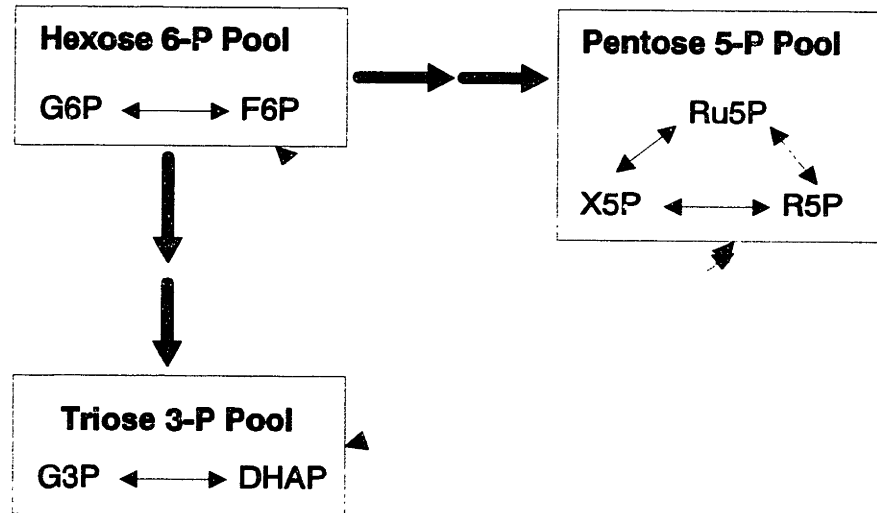 Hexose 6-P Pool
G6P F6P
Pentose 5-P Pool
Ru5P
X5P R5P
Triose 3-P Pool
G3P DHAP